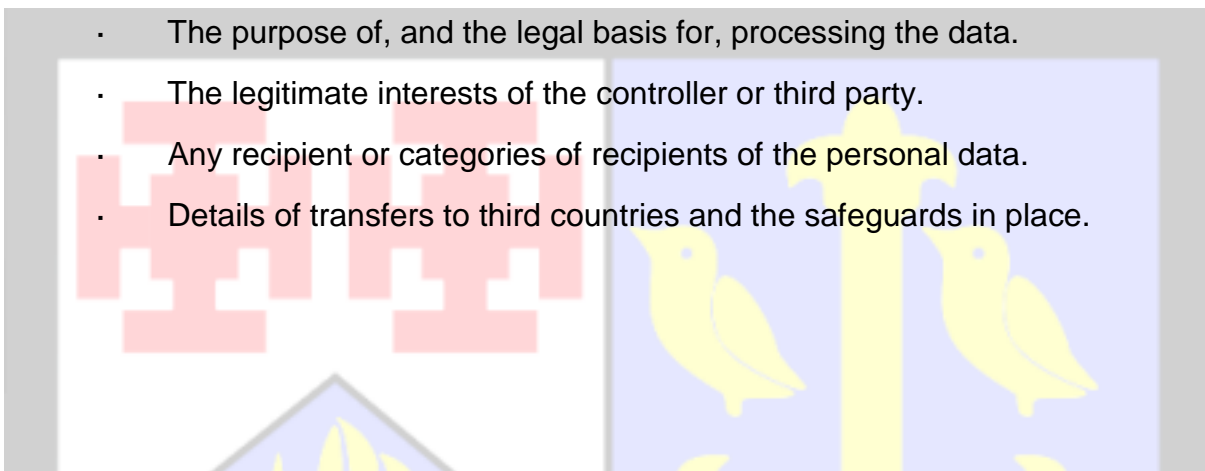 · The purpose of, and the legal basis for, processing the data.
· The legitimate interests of the controller or third party.
· Any recipient or categories of recipients of the personal data.
· Details of transfers to third countries and the safeguards in place.